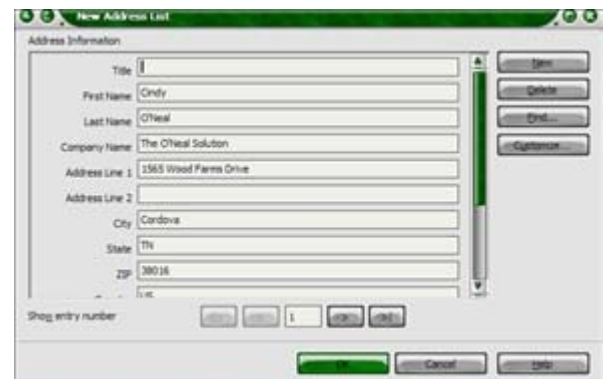 New Address List
Address Information
Title
First Name Cindy
Last Name O'Neal
Company Name The O'Neal Solution
Address Line 1 1565 Wood Farms Drive
Address Line 2
City Cordova
State TN
ZIP 38016
US
Show entry number 1
New
Delete
Find...
Customize...
OK Cancel Help